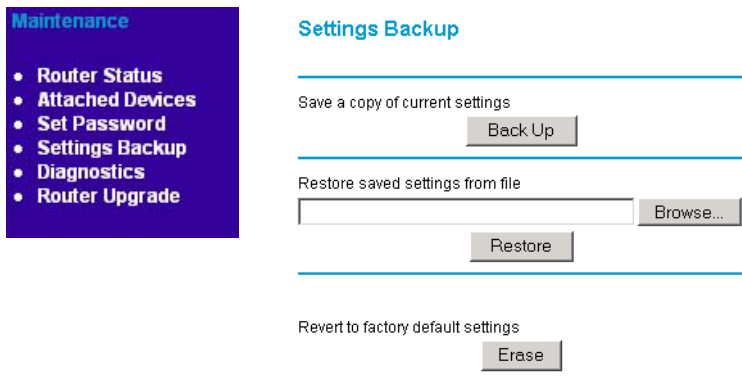 Maintenance
Router Status
Attached Devices
Set Password
Settings Backup
Diagnostics
Router Upgrade
Settings Backup
Save a copy of current settings
Back Up
Restore saved settings from file
Browse...
Restore
Revert to factory default settings
Erase